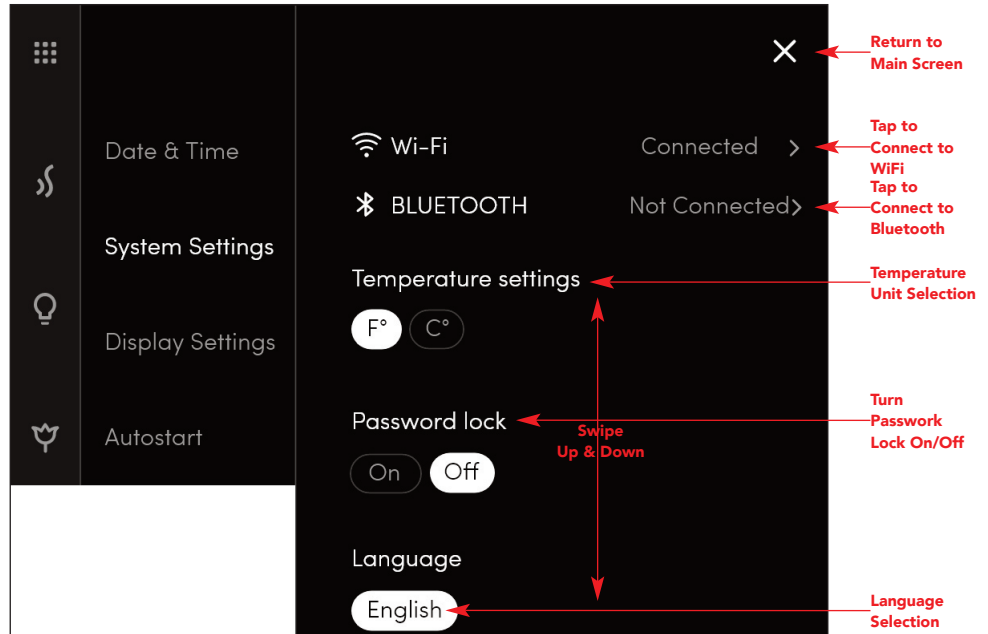 Return to
Main Screen
Date & Time
System Settings
Display Settings
Autostart
Wi-Fi
Connected
Tap to
Connect to
WiFi
BLUETOOTH
Not Connected
Tap to
Connect to
Bluetooth
Temperature settings
Temperature
Unit Selection
F° C°
Password lock
Turn
Passwork
Lock On/Off
On Off
Swipe
Up & Down
Language
English
Language
Selection